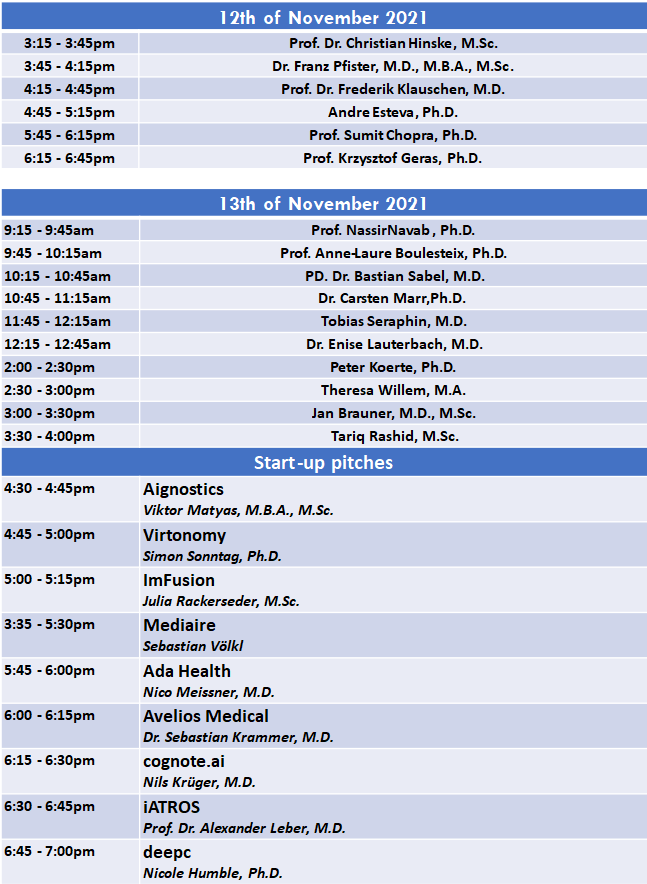 12th of November 2021
3:15 - 3:45pm Prof. Dr. Christian Hinske, M.Sc.
3:45 - 4:15pm Dr. Franz Pfister, M.D., M.B.A., M.Sc.
4:15 - 4:45pm Prof. Dr. Frederik Klauschen, M.D.
4:45 - 5:15pm Andre Esteva, Ph.D.
5:45 - 6:15pm Prof. Sumit Chopra, Ph.D.
6:15 - 6:45pm Prof. Krzysztof Geras, Ph.D.
13th of November 2021
9:15 - 9:45am Prof. NassirNavab, Ph.D.
9:45 - 10:15am Prof. Anne-Laure Boulesteix, Ph.D.
10:15 - 10:45am PD. Dr. Bastian Sabel, M.D.
10:45 - 11:15am Dr. Carsten Marr,Ph.D.
11:45 - 12:15am Tobias Seraphin, M.D.
12:15 - 12:45am Dr. Enise Lauterbach, M.D.
2:00 - 2:30pm Peter Koerte, Ph.D.
2:30 - 3:00pm Theresa Willem, M.A.
3:00 - 3:30pm Jan Brauner, M.D., M.Sc.
3:30 - 4:00pm Tariq Rashid, M.Sc.
Start-up pitches
4:30 - 4:45pm Aignostics
Viktor Matyas, M.B.A., M.Sc.
4:45 - 5:00pm Virtonomy
Simon Sonntag, Ph.D.
5:00 - 5:15pm ImFusion
Julia Rackerseder, M.Sc.
3:35 - 5:30pm Mediaire
Sebastian Völkl
5:45 - 6:00pm Ada Health
Nico Meissner, M.D.
6:00 - 6:15pm Avelios Medical
Dr. Sebastian Krammer, M.D.
6:15 - 6:30pm cognote.ai
Nils Krüger, M.D.
6:30 - 6:45pm iATROS
Prof. Dr. Alexander Leber, M.D.
6:45 - 7:00pm deepc
Nicole Humble, Ph.D.